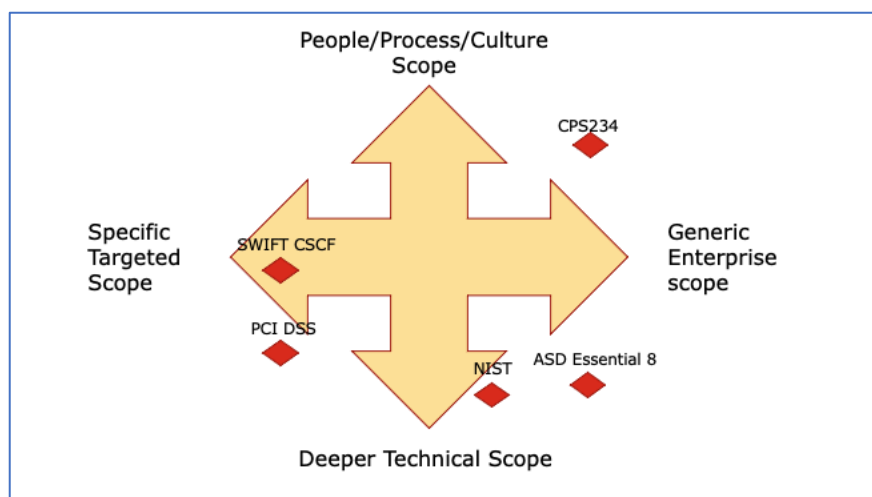 People/Process/Culture
Scope
CPS234
Specific
Targeted
Scope
SWIFT CSCF
Generic
Enterprise
scope
PCI DSS
NIST
ASD Essential 8
Deeper Technical Scope